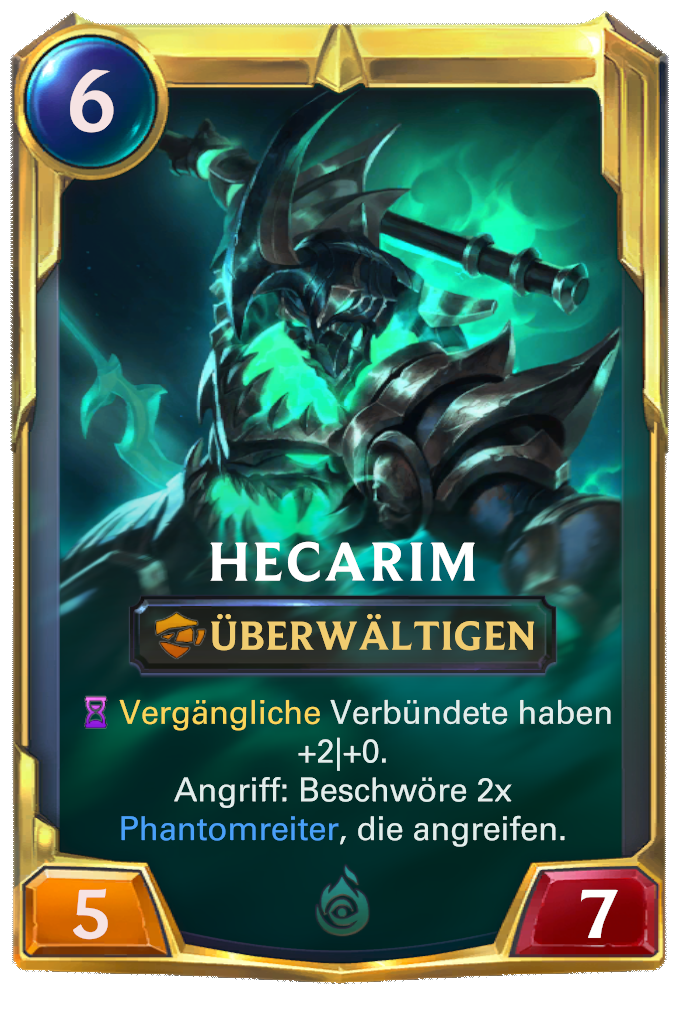 6
HECARIM
ÜBERWÄLTIGEN
Vergängliche Verbündete haben
+2|+0.
Angriff: Beschwöre 2x
Phantomreiter, die angreifen.
5
7